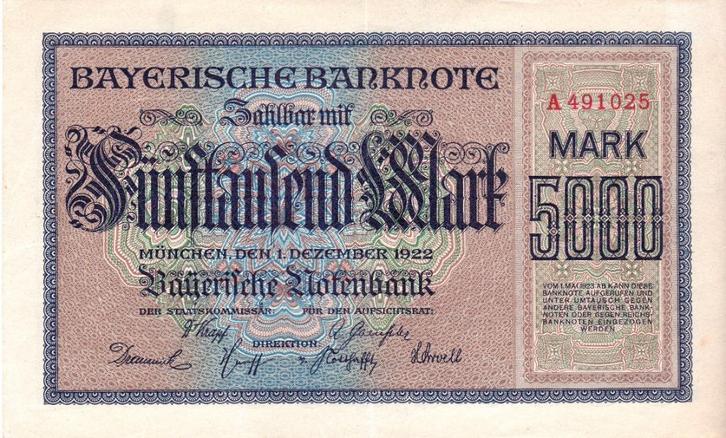 BAYERISCHE BANKNOTE
Zahlbar mit
Fünftausend Mark
MÜNCHEN, DEN 1. DEZEMBER 1922
Bayerische Notenbank
DER STAATSKOMMISSÄR: FÜR DEN AUFSICHTSRAT:
DIREKTION:
A 491025
MARK
5000
VOM 1. MAI 1923 AB KANN DIESE
BANKNOTE AUFGERUFEN UND
UNTER UMTAUSCH GEGEN
ANDERE BAYERISCHE BANK-
NOTEN ODER GEGEN REICHS-
BANKNOTEN EINGEZOGEN
WERDEN